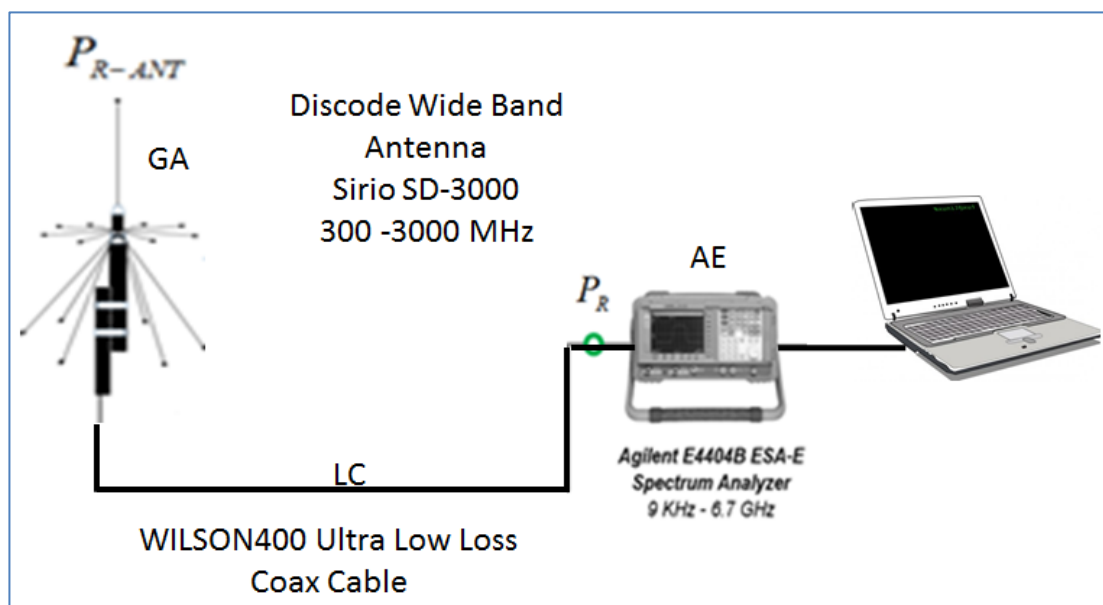 P_{R-ANT}
GA
Discode Wide Band
Antenna
Sirio SD-3000
300 -3000 MHz
AE
P_R
Agilent E4404B ESA-E
Spectrum Analyzer
9 KHz - 6.7 GHz
LC
WILSON400 Ultra Low Loss
Coax Cable